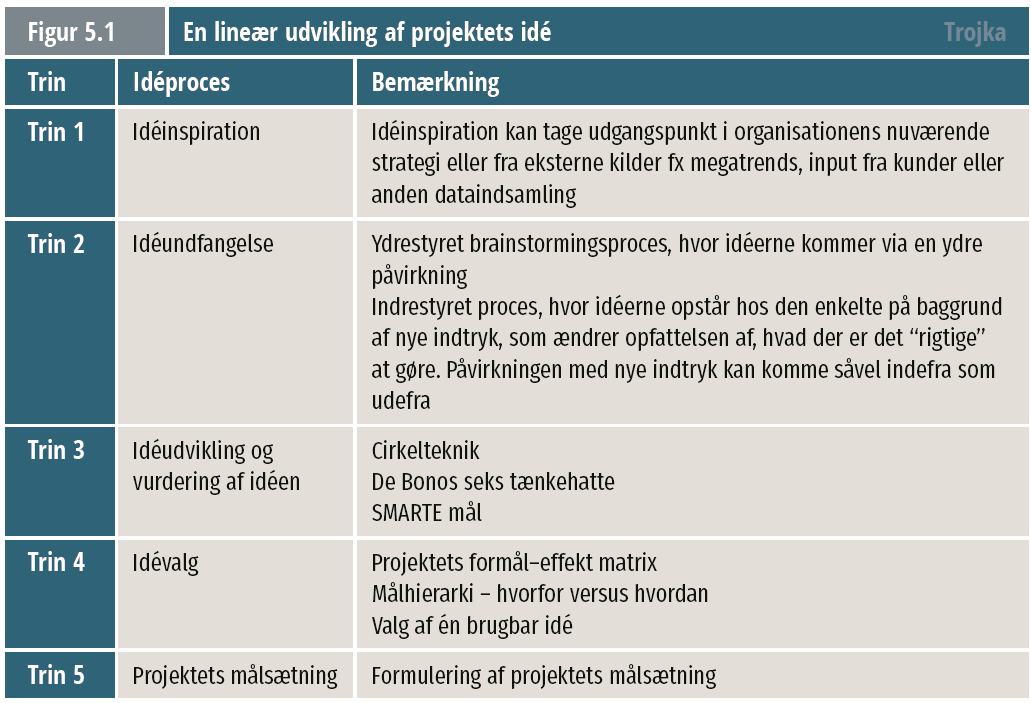 Figur 5.1 En lineær udvikling af projektets idé Trojka
Trin Idéproces Bemærkning
Trin 1 Idéinspiration Idéinspiration kan tage udgangspunkt i organisationens nuværende
strategi eller fra eksterne kilder fx megatrends, input fra kunder eller
anden dataindsamling
Trin 2 Idéundfangelse Ydrestyret brainstormingsproces, hvor idéerne kommer via en ydre
påvirkning
Indrestyret proces, hvor idéerne opstår hos den enkelte på baggrund
af nye indtryk, som ændrer opfattelsen af, hvad der er det “rigtige”
at gøre. Påvirkningen med nye indtryk kan komme såvel indefra som
udefra
Trin 3 Idéudvikling og Cirkelteknik
vurdering af idéen De Bonos seks tænkehatte
SMARTE mål
Trin 4 Idévalg Projektets formål–effekt matrix
Målhierarki – hvorfor versus hvordan
Valg af én brugbar idé
Trin 5 Projektets målsætning Formulering af projektets målsætning